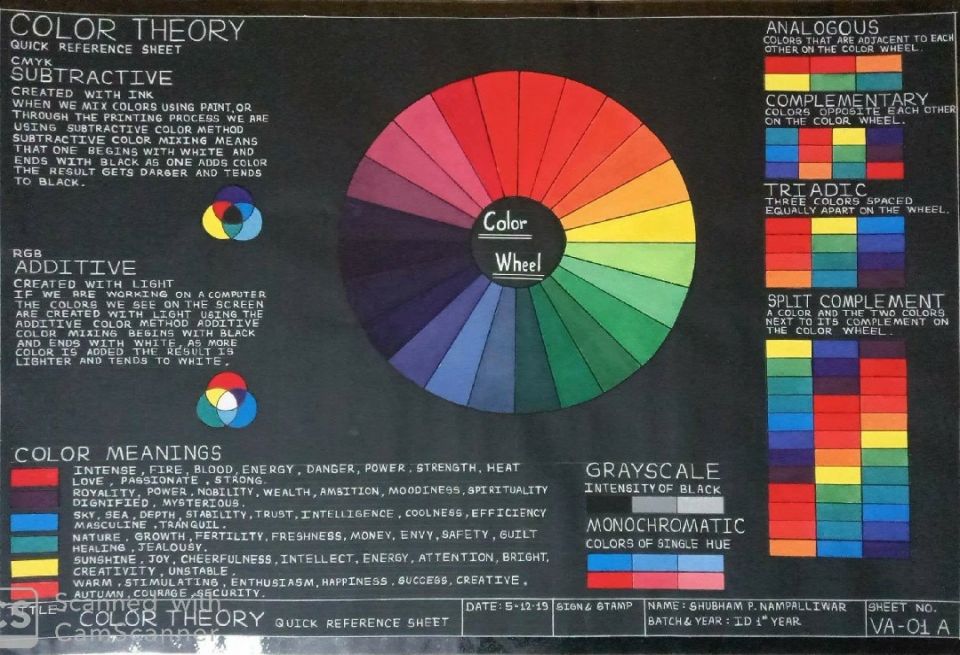 COLOR THEORY
QUICK REFERENCE SHEET
CMYK
SUBTRACTIVE
CREATED WITH INK
WHEN WE MIX COLORS USING PAINT, OR
THROUGH THE PRINTING PROCESS WE ARE
USING SUBTRACTIVE COLOR METHOD
SUBTRACTIVE COLOR MIXING MEANS
THAT ONE BEGINS WITH WHITE AND
ENDS WITH BLACK AS ONE ADDS COLOR
THE RESULT GETS DARGER AND TENDS
TO BLACK.
RGB
ADDITIVE
CREATED WITH LIGHT
IF WE ARE WORKING ON A COMPUTER
THE COLORS WE SEE ON THE SCREEN
ARE CREATED WITH LIGHT USING THE
ADDITIVE COLOR METHOD ADDITIVE
COLOR MIXING BEGINS WITH BLACK
AND ENDS WITH WHITE, AS MORE
COLOR IS ADDED THE RESULT IS
LIGHTER AND TENDS TO WHITE.
Color
Wheel
ANALOGOUS
COLORS THAT ARE ADJACENT TO EACH
OTHER ON THE COLOR WHEEL.
COMPLEMENTARY
COLORS OPPOSITE EACH OTHER
ON THE COLOR WHEEL.
TRIADIC
THREE COLORS SPACED
EQUALLY APART ON THE WHEEL.
SPLIT COMPLEMENT
A COLOR AND THE TWO COLORS
NEXT TO ITS COMPLEMENT ON
THE COLOR WHEEL.
COLOR MEANINGS
INTENSE, FIRE, BLOOD, ENERGY, DANGER, POWER, STRENGTH, HEAT
LOVE, PASSIONATE, STRONG.
ROYALITY, POWER, NOBILITY, WEALTH, AMBITION, MOODINESS, SPIRITUALITY
DIGNIFIED, MYSTERIOUS.
SKY, SEA, DEPTH, STABILITY, TRUST, INTELLIGENCE, COOLNESS, EFFICIENCY
MASCULINE, TRANQUIL.
NATURE, GROWTH, FERTILITY, FRESHNESS, MONEY, ENVY, SAFETY, GUILT
HEALING, JEALOUSY.
SUNSHINE, JOY, CHEERFULNESS, INTELLECT, ENERGY, ATTENTION, BRIGHT,
CREATIVITY, UNSTABLE.
WARM, STIMULATING, ENTHUSIASM, HAPPINESS, SUCCESS, CREATIVE,
AUTUMN, COURAGE, SECURITY.
GRAYSCALE
INTENSITY OF BLACK
MONOCHROMATIC
COLORS OF SINGLE HUE
CS Scanned with
CamScanner
TITLE
COLOR THEORY QUICK REFERENCE SHEET
DATE: 5-12-19
SIGN & STAMP
NAME: SHUBHAM P. NAMPALLIWAR
BATCH & YEAR: ID 1st YEAR
SHEET NO.
VA-01 A